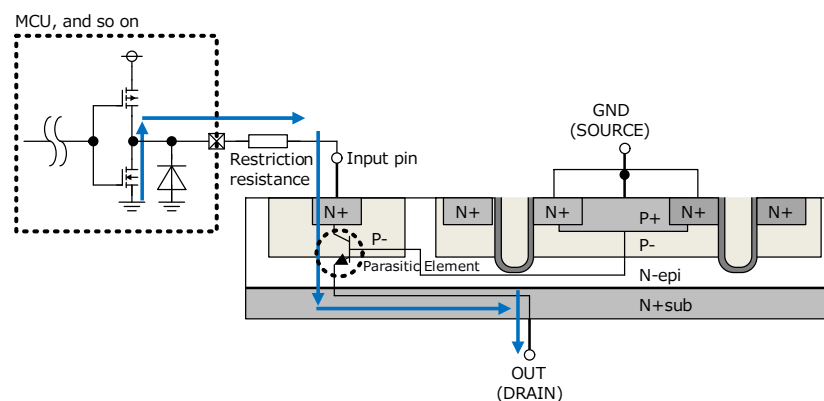 MCU, and so on
GND
(SOURCE)
Restriction
resistance
Input pin
N+
N+
N+
P+
N+
N+
P-
P-
Parasitic Element
N-epi
N+sub
OUT
(DRAIN)